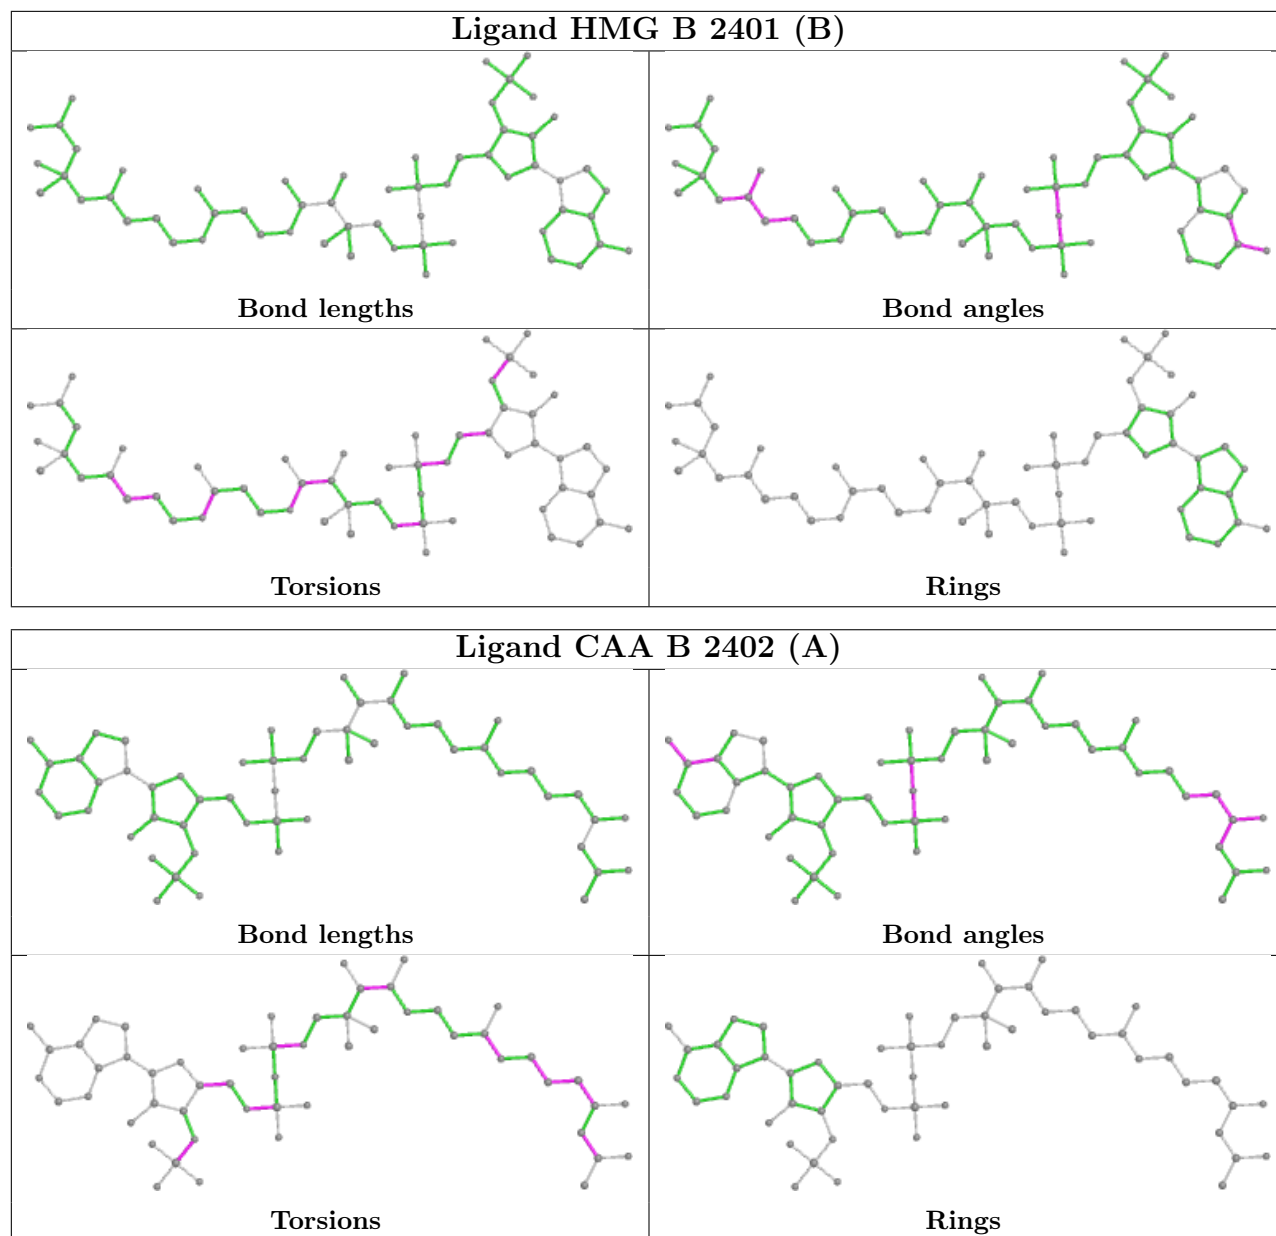 Ligand HMG B 2401 (B)
Bond lengths
Bond angles
Torsions
Rings
Ligand CAA B 2402 (A)
Bond lengths
Bond angles
Torsions
Rings